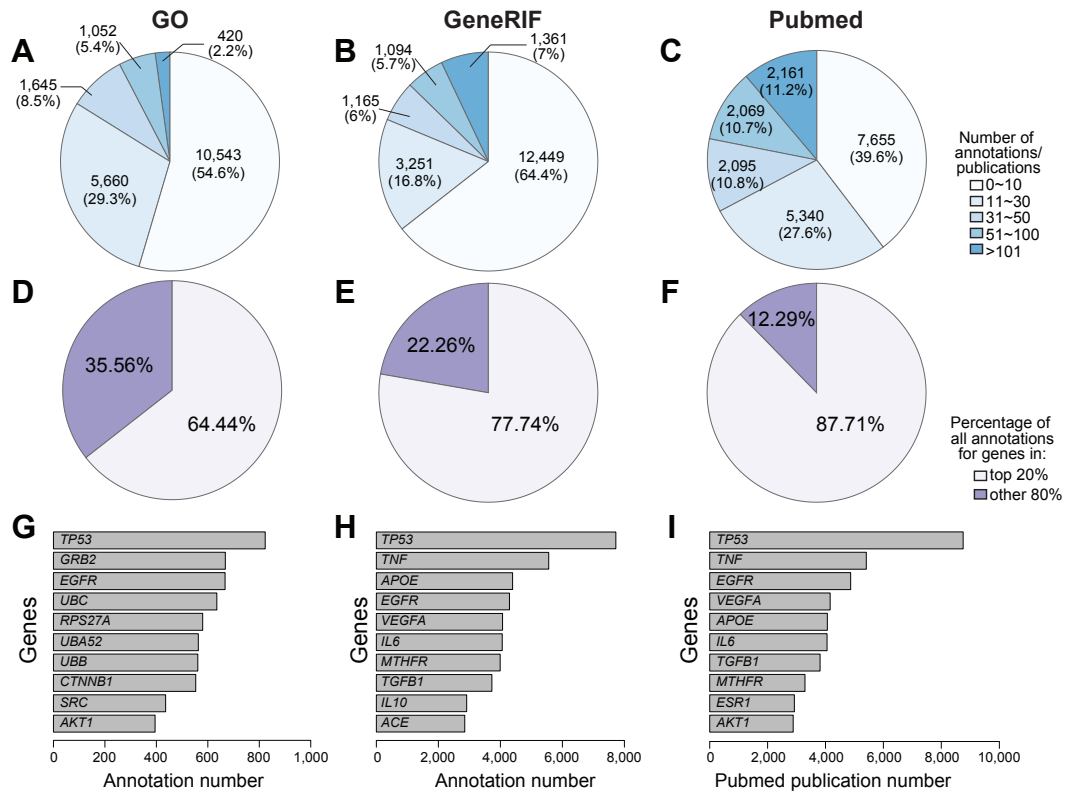 GO
GeneRIF
Pubmed
A
1,052
(5.4%)
420
(2.2%)
1,645
(8.5%)
5,660
(29.3%)
10,543
(54.6%)
B
1,094
(5.7%)
1,361
(7%)
1,165
(6%)
3,251
(16.8%)
12,449
(64.4%)
C
2,161
(11.2%)
2,069
(10.7%)
2,095
(10.8%)
7,655
(39.6%)
5,340
(27.6%)
Number of
annotations/
publications
0~10
11~30
31~50
51~100
>101
D
35.56%
64.44%
E
22.26%
77.74%
F
12.29%
87.71%
Percentage of
all annotations
for genes in:
top 20%
other 80%
G
Genes
TP53
GRB2
EGFR
UBC
RPS27A
UBA52
UBB
CTNNB1
SRC
AKT1
0 200 400 600 800 1,000
Annotation number
H
Genes
TP53
TNF
APOE
EGFR
VEGFA
IL6
MTHFR
TGFB1
IL10
ACE
0 2,000 4,000 6,000 8,000
Annotation number
I
Genes
TP53
TNF
EGFR
VEGFA
APOE
IL6
TGFB1
MTHFR
ESR1
AKT1
0 2,000 4,000 6,000 8,000 10,000
Pubmed publication number